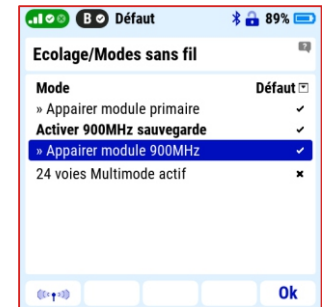 B Défaut 89%
Ecolage/Modes sans fil
Mode Défaut
» Appairer module primaire
Activer 900MHz sauvegarde
» Appairer module 900MHz
24 voies Multimode actif
Ok